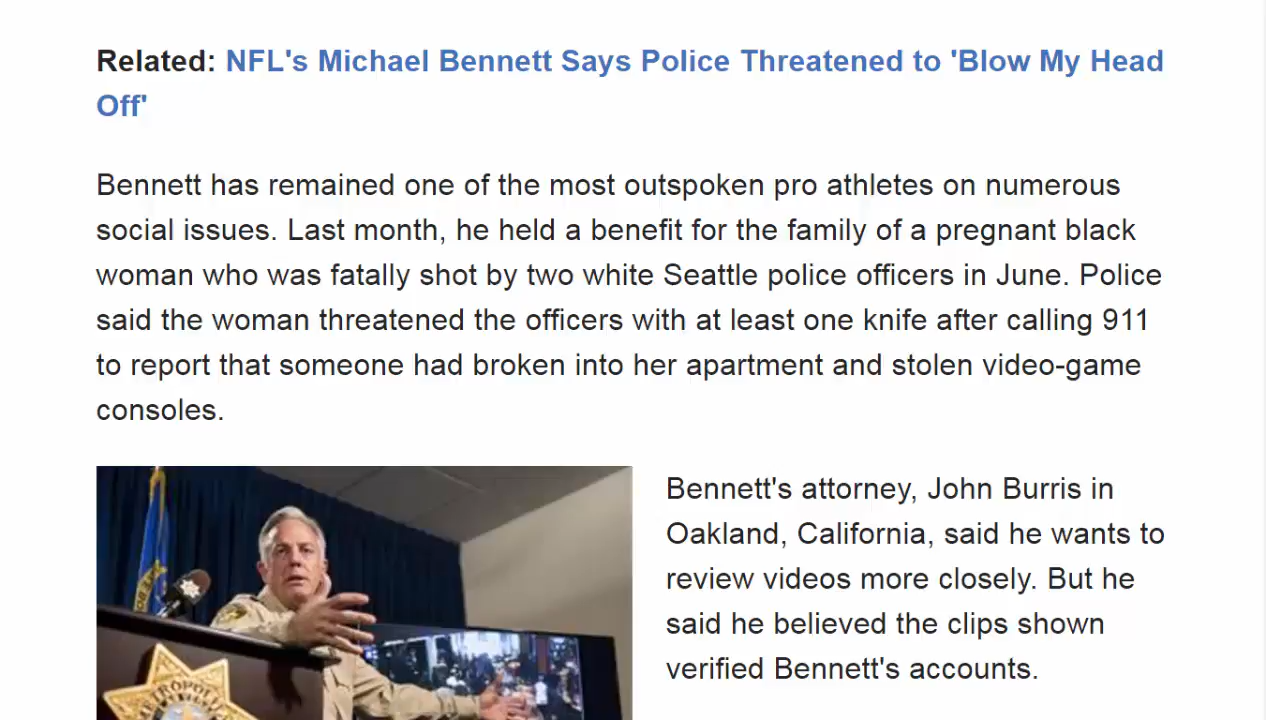 Related: NFL's Michael Bennett Says Police Threatened to 'Blow My Head
Off'
Bennett has remained one of the most outspoken pro athletes on numerous
social issues. Last month, he held a benefit for the family of a pregnant black
woman who was fatally shot by two white Seattle police officers in June. Police
said the woman threatened the officers with at least one knife after calling 911
to report that someone had broken into her apartment and stolen video-game
consoles.
Bennett's attorney, John Burris in
Oakland, California, said he wants to
review videos more closely. But he
said he believed the clips shown
verified Bennett's accounts.